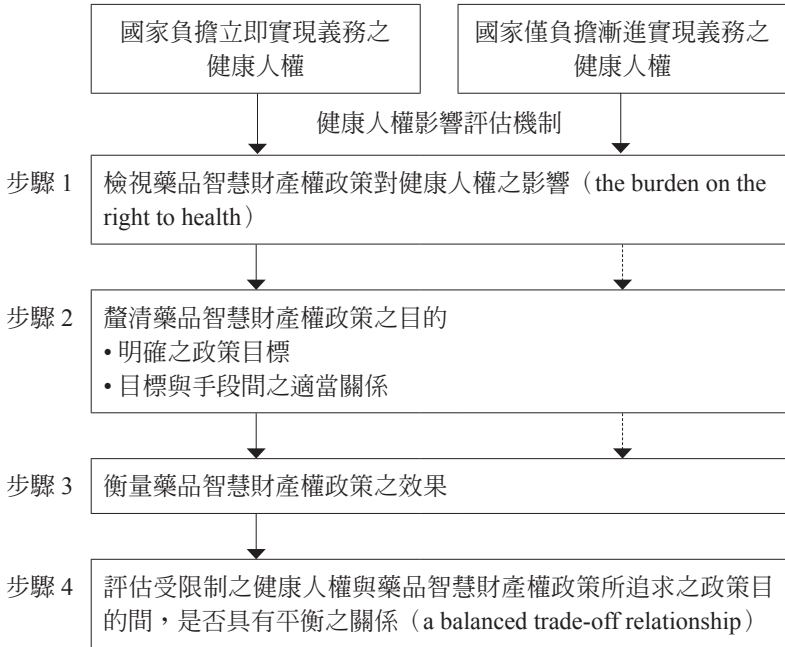 國家負擔立即實現義務之
健康人權
國家僅負擔漸進實現義務之
健康人權
健康人權影響評估機制
步驟 1
檢視藥品智慧財產權政策對健康人權之影響（the burden on the
right to health）
步驟 2
釐清藥品智慧財產權政策之目的
• 明確之政策目標
• 目標與手段間之適當關係
步驟 3
衡量藥品智慧財產權政策之效果
步驟 4
評估受限制之健康人權與藥品智慧財產權政策所追求之政策目
的間，是否具有平衡之關係（a balanced trade-off relationship）